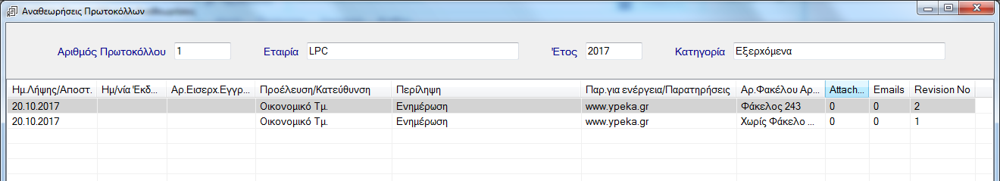 Αναθεωρήσεις Πρωτοκόλλων
Αριθμός Πρωτοκόλλου 1 Εταιρία LPC Έτος 2017 Κατηγορία Εξερχόμενα
Ημ.Λήψης/Αποστ. Ημ/νία Έκδ... Αρ.Εισερχ.Εγγρ... Προέλευση/Κατεύθυνση Περίληψη Παρ.για ενέργεια/Παρατηρήσεις Αρ.Φακέλου Αρ... Attach... Emails Revision No
20.10.2017 Οικονομικό Τμ. Ενημέρωση www.ypeka.gr Φάκελος 243 0 0 2
20.10.2017 Οικονομικό Τμ. Ενημέρωση www.ypeka.gr Χωρίς Φάκελο ... 0 0 1